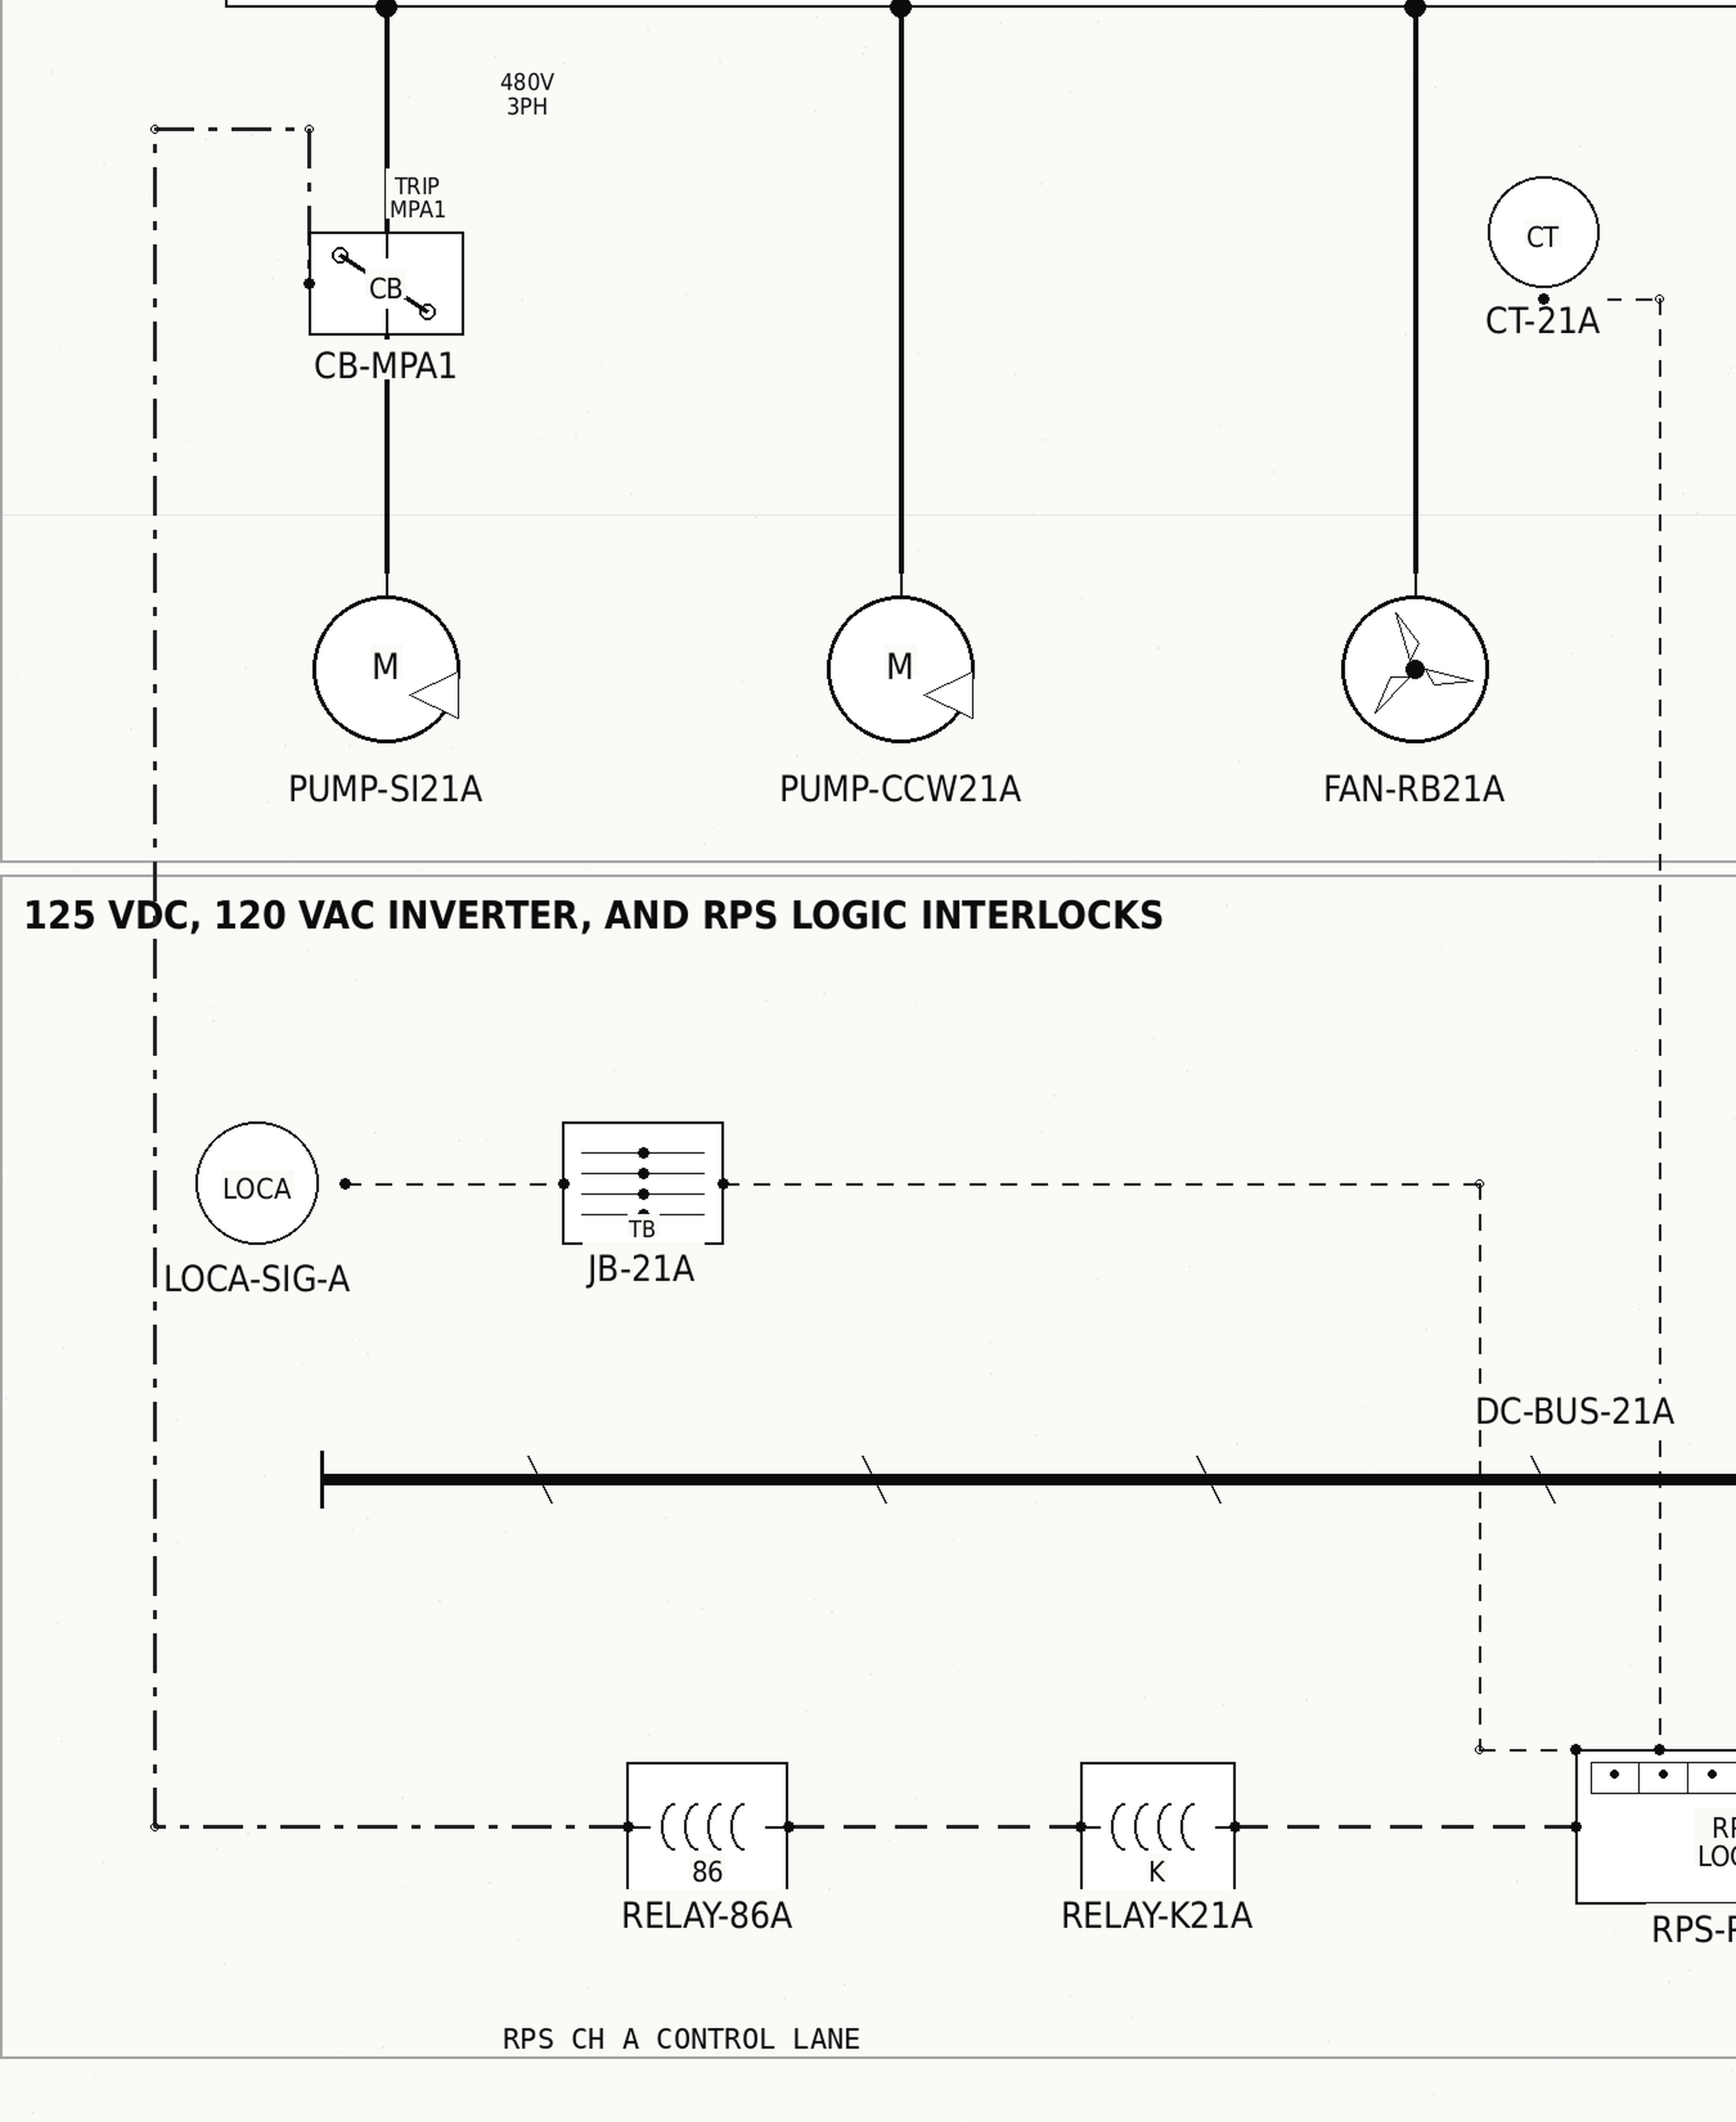 480V
3PH
TRIP
MPA1
CT
CB
CT-21A
CB-MPA1
M
M
PUMP-SI21A
PUMP-CCW21A
FAN-RB21A
125 VDC, 120 VAC INVERTER, AND RPS LOGIC INTERLOCKS
LOCA
TB
LOCA-SIG-A
JB-21A
DC-BUS-21A
86
K
RELAY-86A
RELAY-K21A
RPS CH A CONTROL LANE